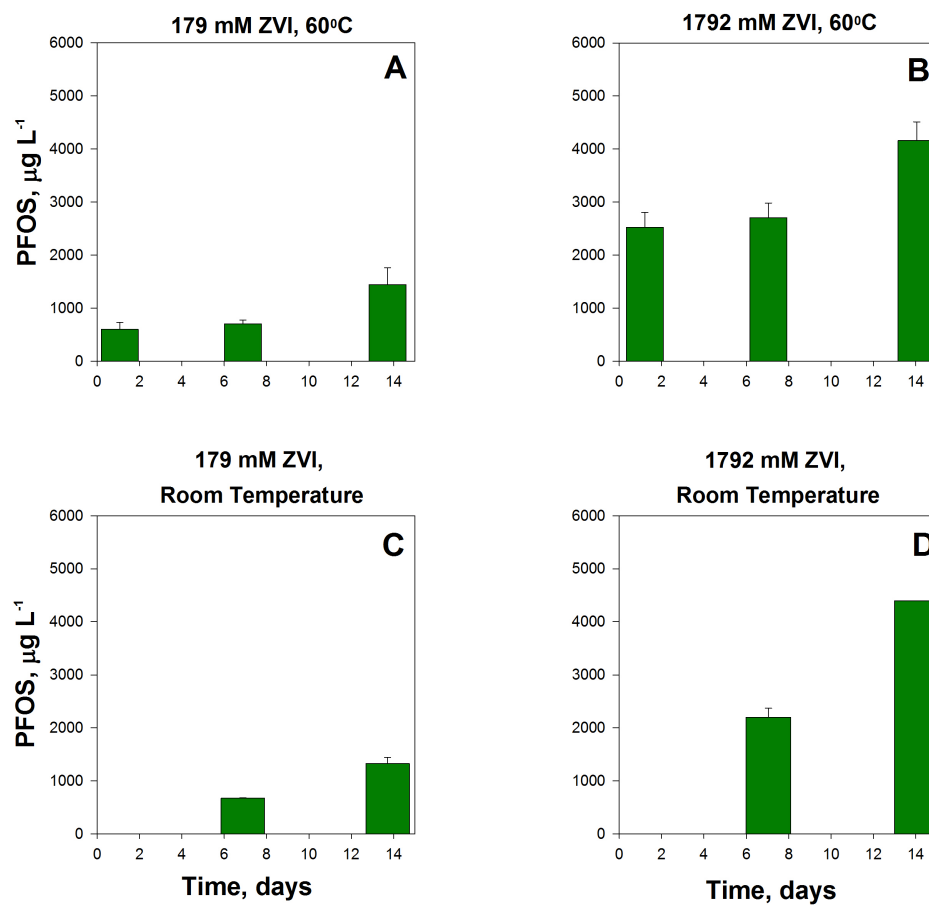 179 mM ZVI, 60⁰C
1792 mM ZVI, 60⁰C
A
B
PFOS, µg L⁻¹
6000
5000
4000
3000
2000
1000
0
0 2 4 6 8 10 12 14
6000
5000
4000
3000
2000
1000
0
0 2 4 6 8 10 12 14
179 mM ZVI,
Room Temperature
1792 mM ZVI,
Room Temperature
C
D
PFOS, µg L⁻¹
6000
5000
4000
3000
2000
1000
0
0 2 4 6 8 10 12 14
Time, days
6000
5000
4000
3000
2000
1000
0
0 2 4 6 8 10 12 14
Time, days